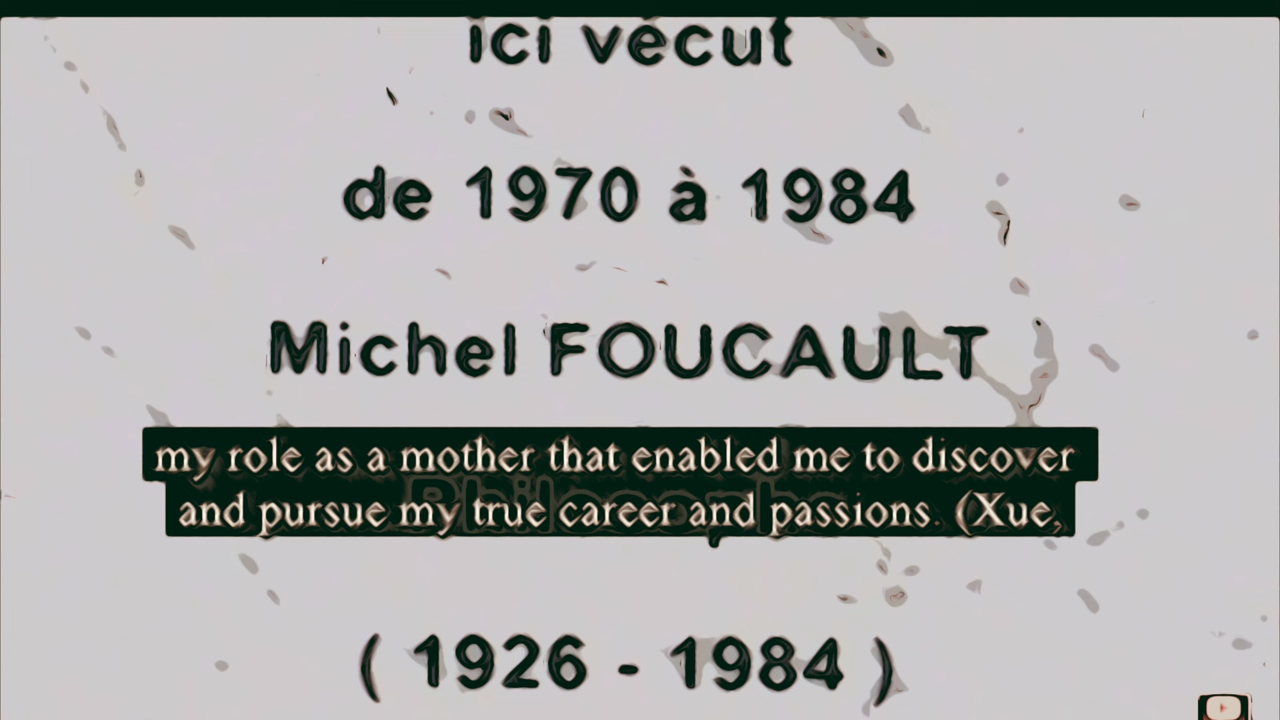 ici vécut
de 1970 à 1984
Michel FOUCAULT
my role as a mother that enabled me to discover
and pursue my true career and passions. (Xue,
( 1926 - 1984 )